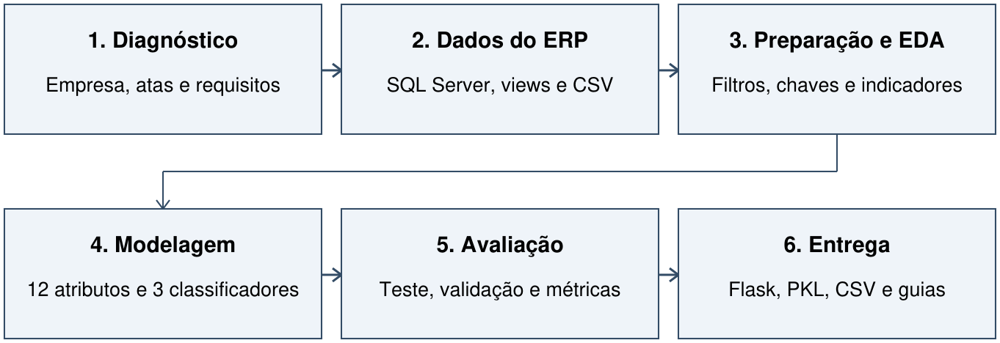 1. Diagnóstico
Empresa, atas e requisitos
2. Dados do ERP
SQL Server, views e CSV
3. Preparação e EDA
Filtros, chaves e indicadores
4. Modelagem
12 atributos e 3 classificadores
5. Avaliação
Teste, validação e métricas
6. Entrega
Flask, PKL, CSV e guias